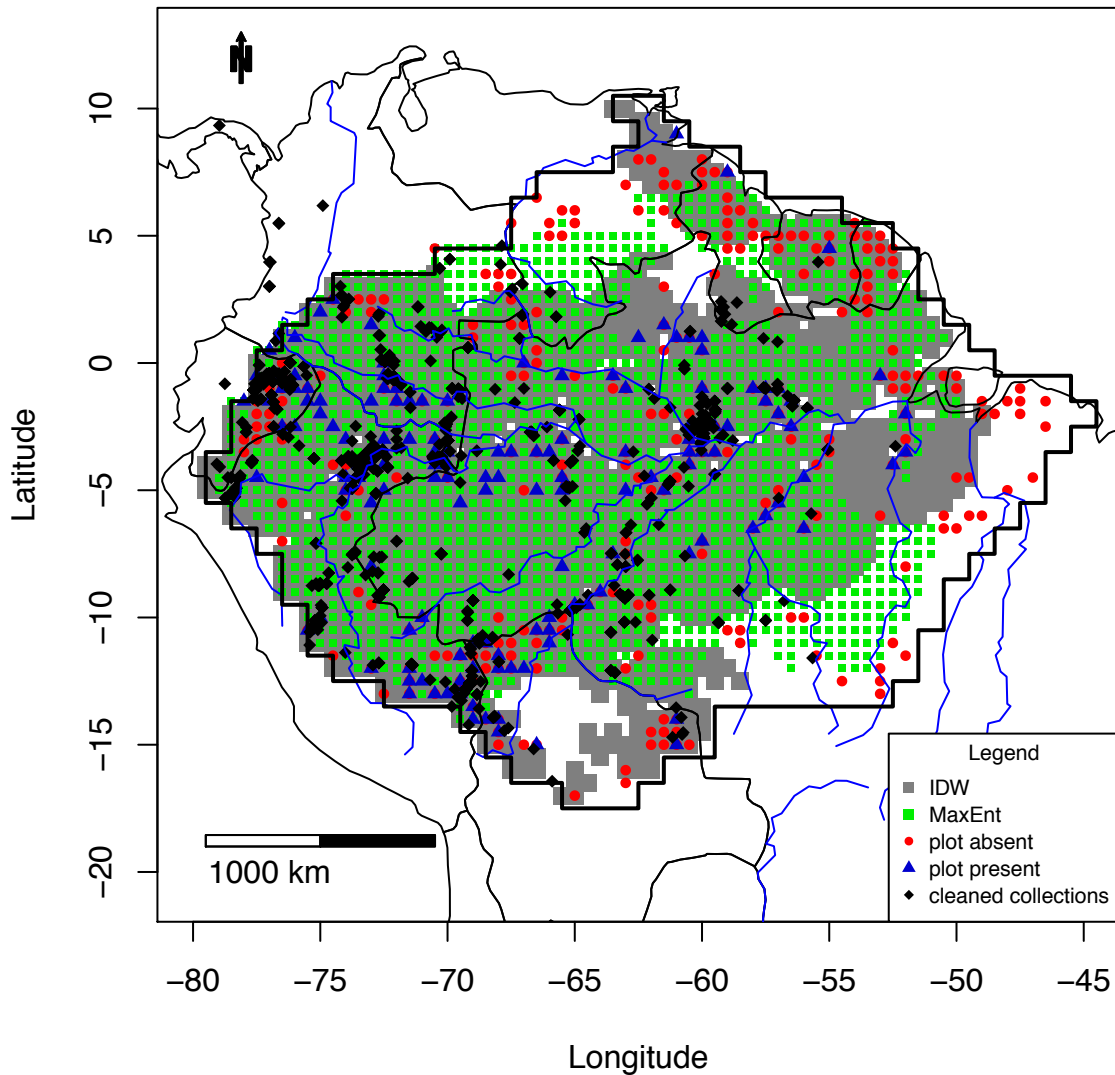 N
Latitude
10
5
0
−5
−10
−15
−20
1000 km
Legend
IDW
MaxEnt
plot absent
plot present
cleaned collections
−80 −75 −70 −65 −60 −55 −50 −45
Longitude